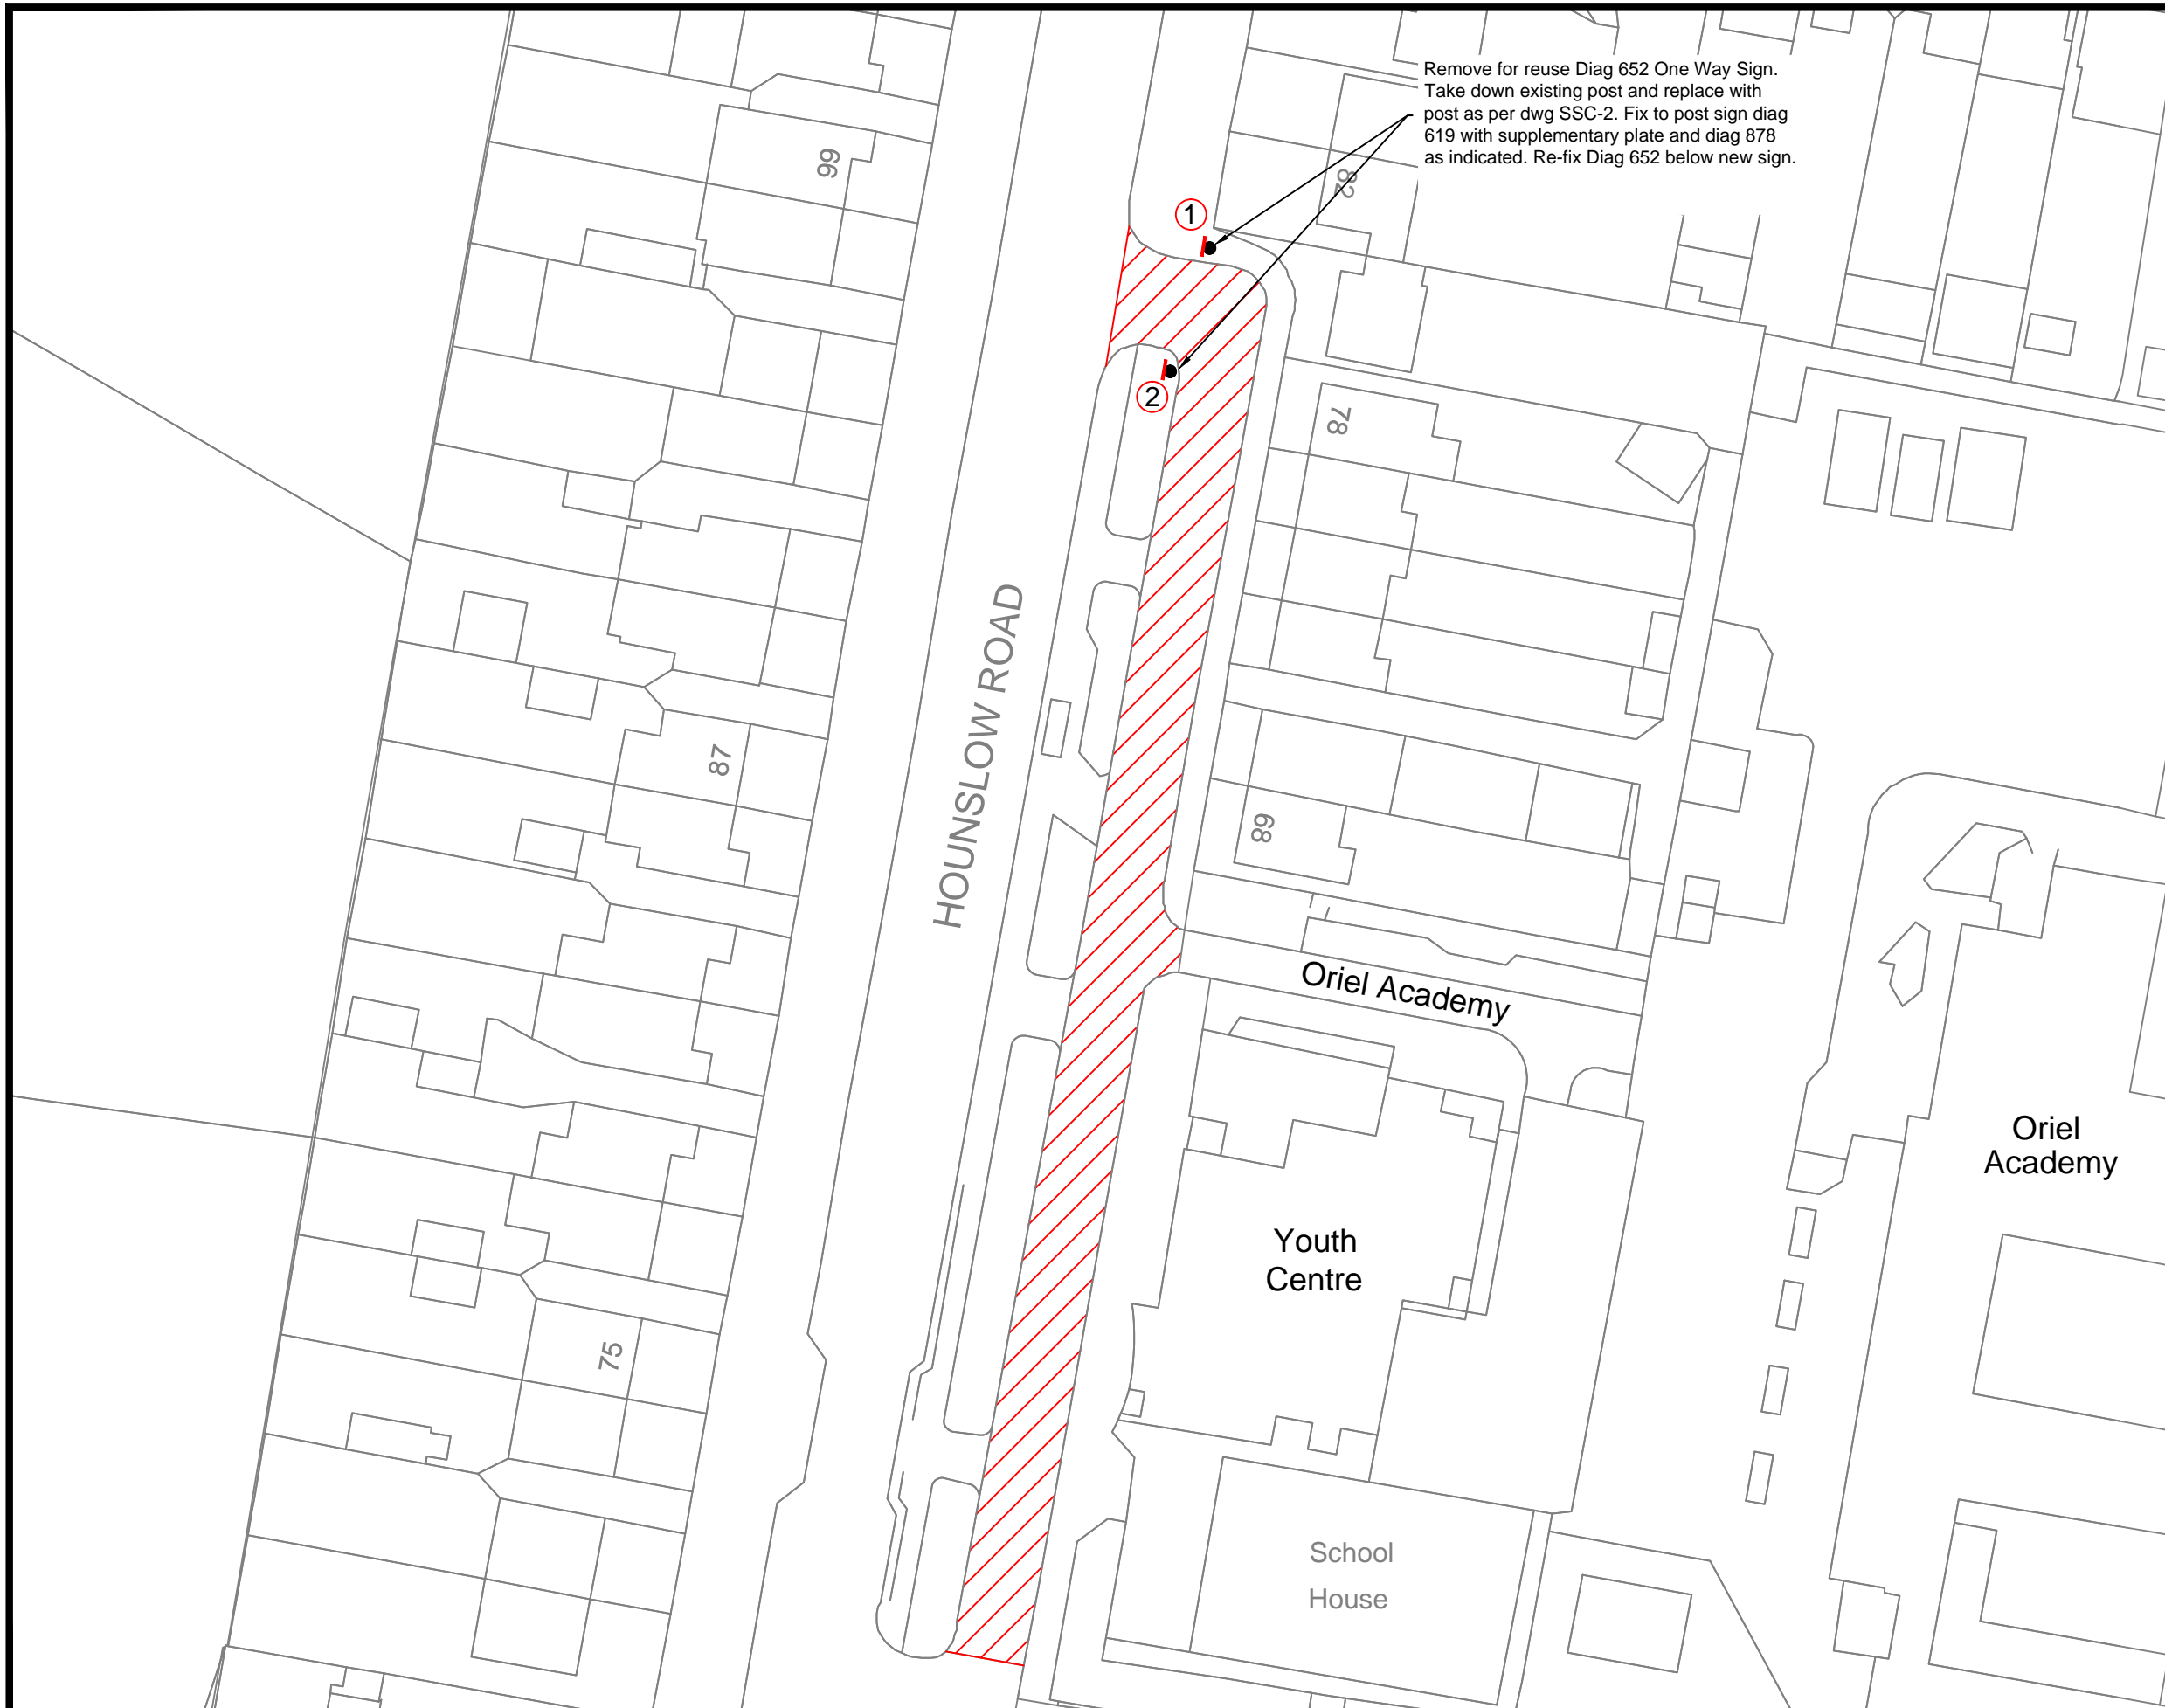 Remove for reuse Diag 652 One Way Sign.
Take down existing post and replace with
post as per dwg SSC-2. Fix to post sign diag
619 with supplementary plate and diag 878
as indicated. Re-fix Diag 652 below new sign.
99
82
1
2
78
HOUNSLOW ROAD
87
68
Oriel Academy
Oriel
Academy
Youth
Centre
75
School
House